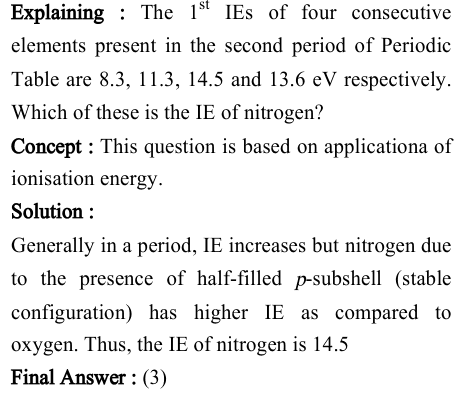 Explaining : The 1st IEs of four consecutive
elements present in the second period of Periodic
Table are 8.3, 11.3, 14.5 and 13.6 eV respectively.
Which of these is the IE of nitrogen?
Concept : This question is based on applicationa of
ionisation energy.
Solution :
Generally in a period, IE increases but nitrogen due
to the presence of half-filled p-subshell (stable
configuration) has higher IE as compared to
oxygen. Thus, the IE of nitrogen is 14.5
Final Answer : (3)